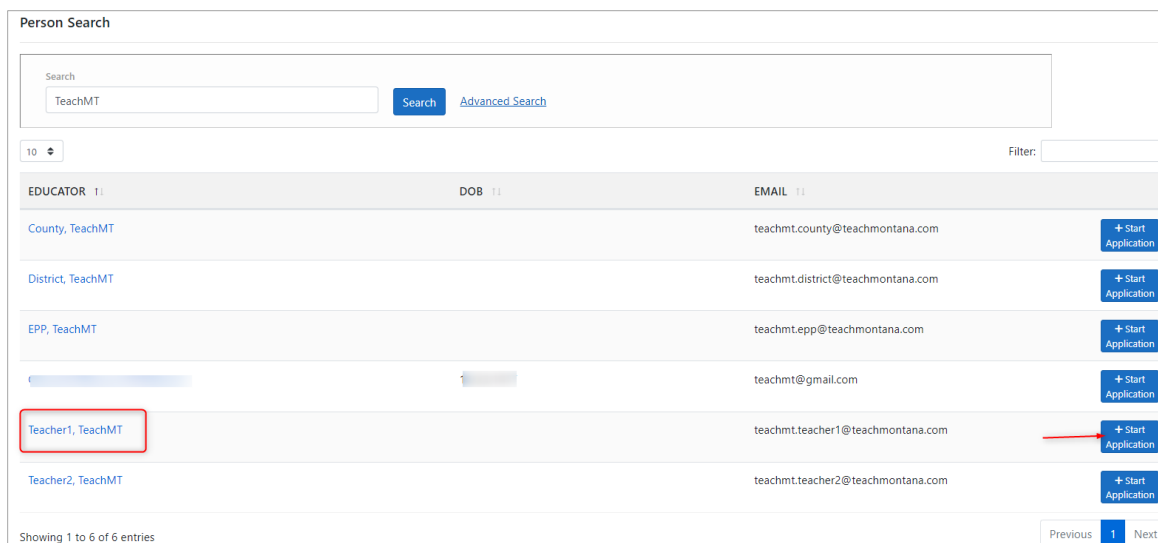 Person Search
Search
TeachMT Search Advanced Search
10 Filter:
EDUCATOR DOB EMAIL
County, TeachMT teachmt.county@teachmontana.com + Start Application
District, TeachMT teachmt.district@teachmontana.com + Start Application
EPP, TeachMT teachmt.epp@teachmontana.com + Start Application
teachmt@gmail.com + Start Application
Teacher1, TeachMT teachmt.teacher1@teachmontana.com + Start Application
Teacher2, TeachMT teachmt.teacher2@teachmontana.com + Start Application
Showing 1 to 6 of 6 entries Previous 1 Next